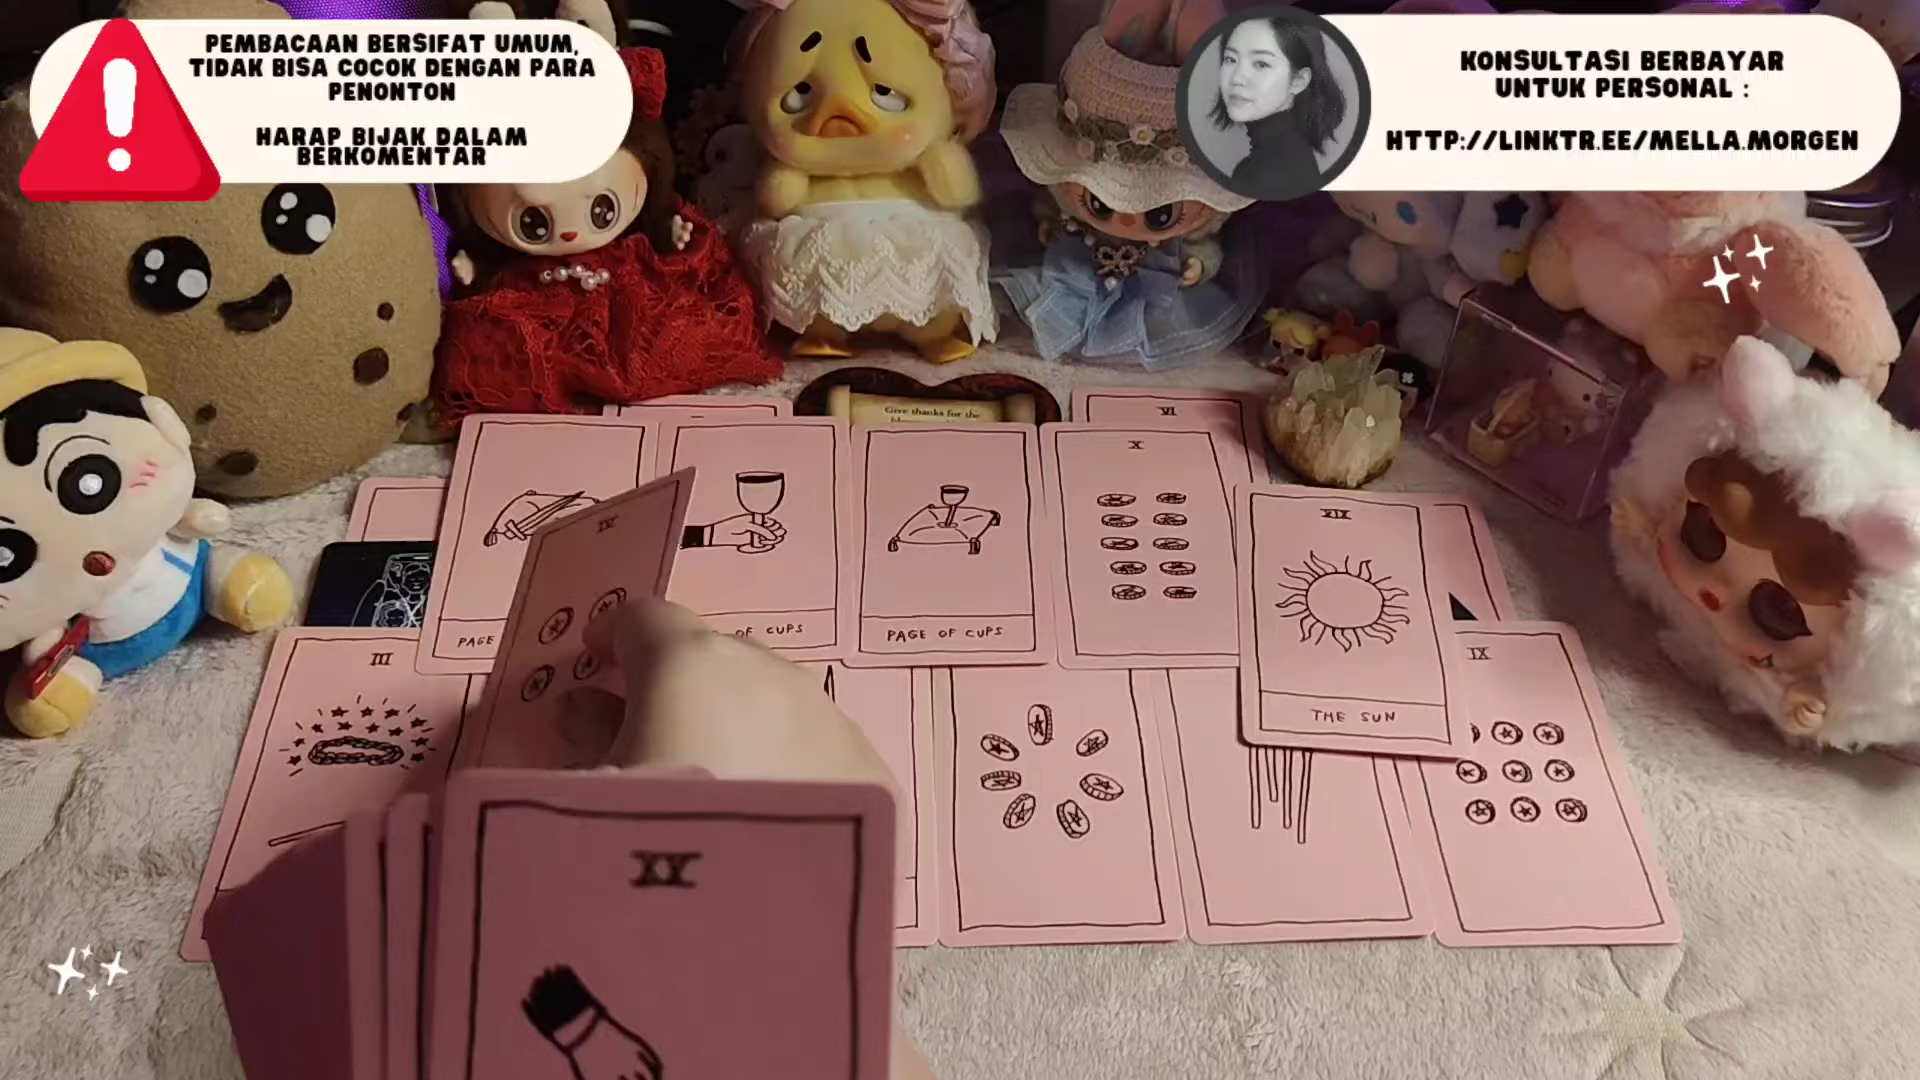 PEMBACAAN BERSIFAT UMUM,
TIDAK BISA COCOK DENGAN PARA
PENONTON
HARAP BIJAK DALAM
BERKOMENTAR
KONSULTASI BERBAYAR
UNTUK PERSONAL :
HTTP://LINKTR.EE/MELLA.MORGEN
Give thanks for the
VI
X
XIX
IV
PAGE
OF CUPS
PAGE OF CUPS
III
IX
THE SUN
XV